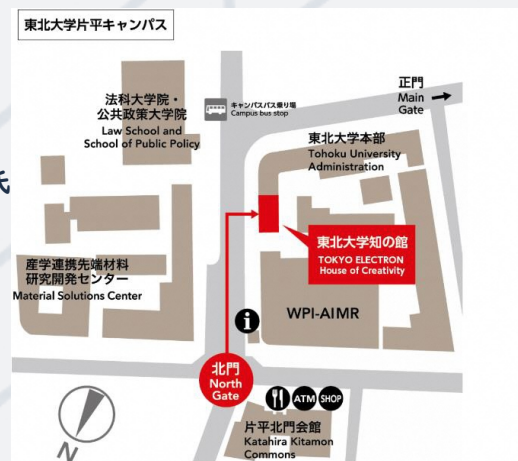 東北大学片平キャンパス
正門
Main
Gate
法科大学院・
公共政策大学院
Law School and
School of Public Policy
キャンパスバス乗り場
Campus bus stop
東北大学本部
Tohoku University
Administration
氏
東北大学知の館
TOKYO ELECTRON
House of Creativity
産学連携先端材料
研究開発センター
Material Solutions Center
WPI-AIMR
i
北門
North
Gate
ATM SHOP
片平北門会館
Katahira Kitamon
Commons
N